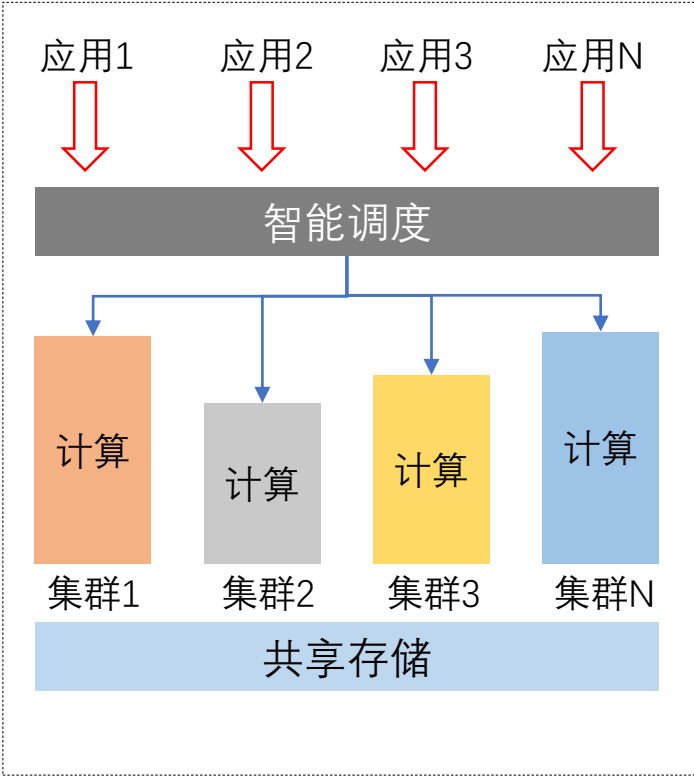 应用1 应用2 应用3 应用N
智能调度
计算 计算 计算 计算
集群1 集群2 集群3 集群N
共享存储